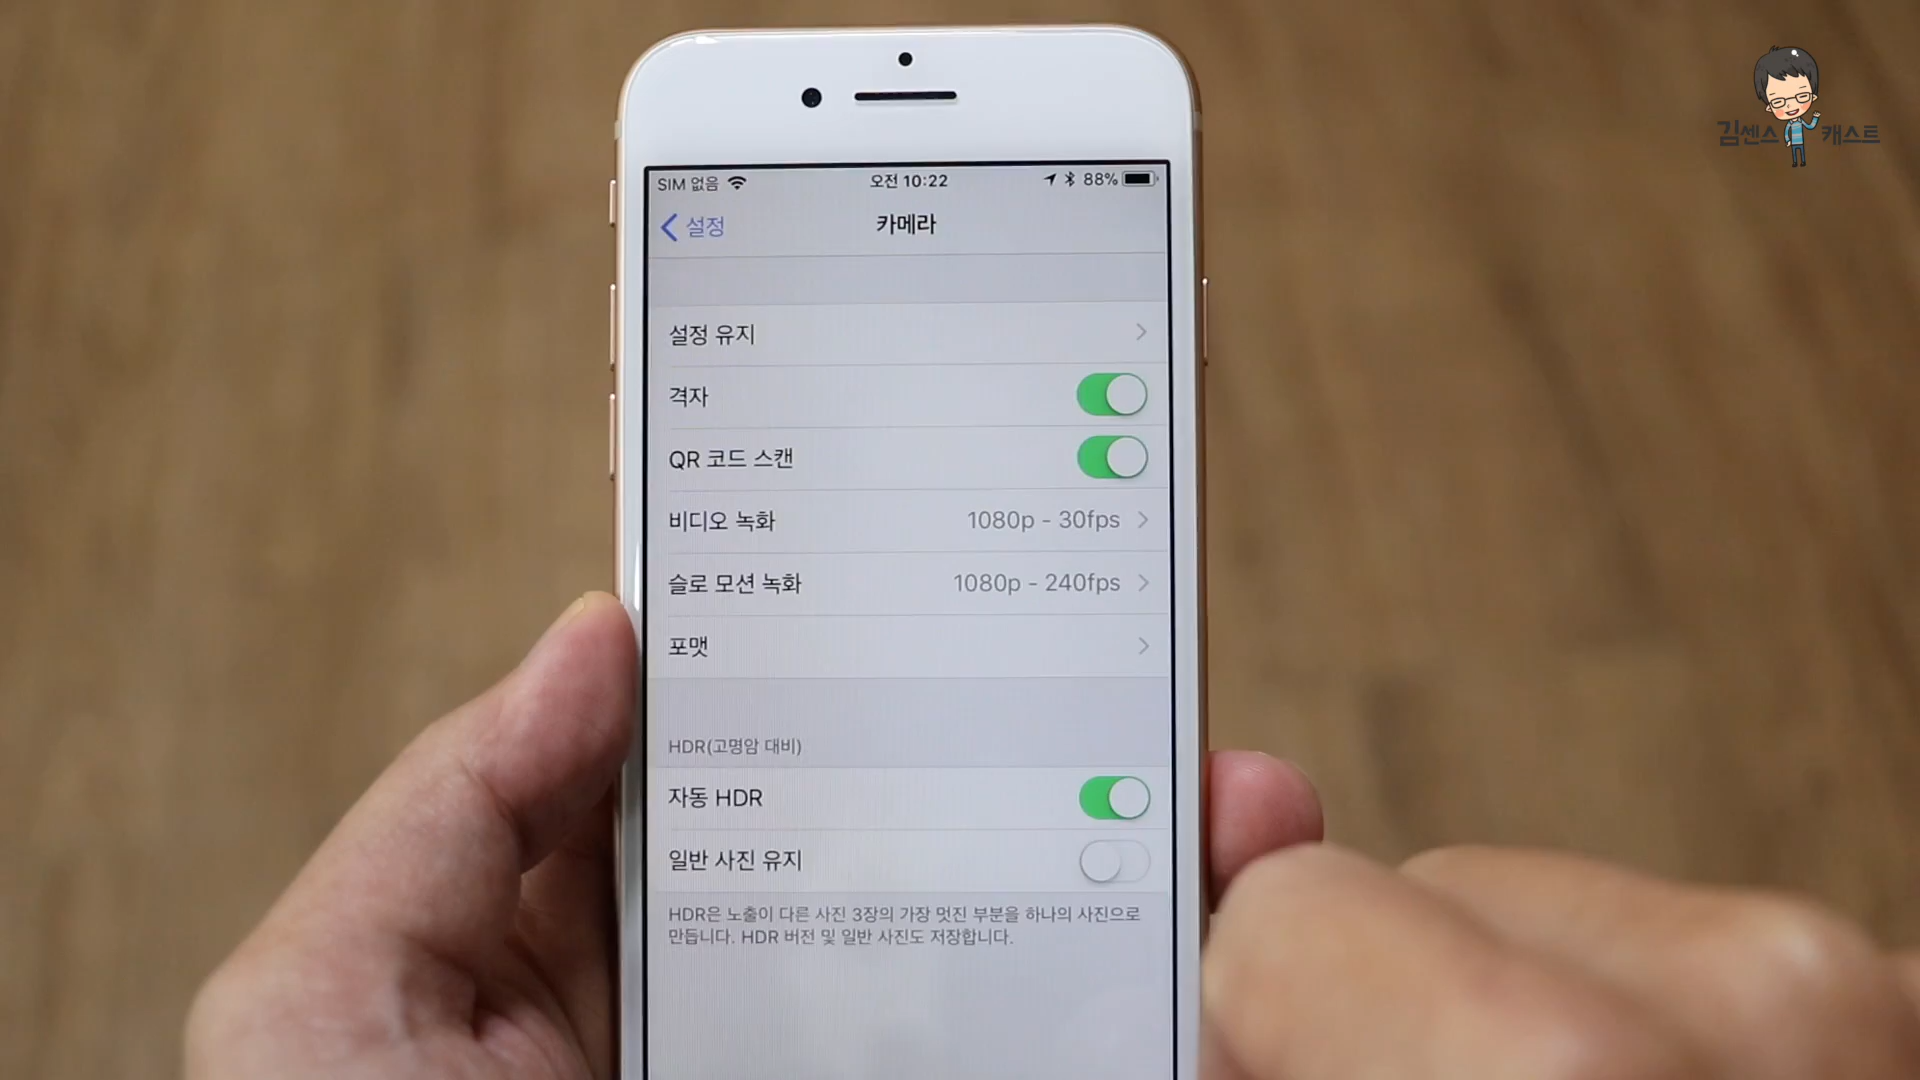 김센스 캐스트
SIM 없음 오전 10:22 88%
설정 카메라
설정 유지
격자
QR 코드 스캔
비디오 녹화 1080p - 30fps
슬로 모션 녹화 1080p - 240fps
포맷
HDR(고명암 대비)
자동 HDR
일반 사진 유지
HDR은 노출이 다른 사진 3장의 가장 멋진 부분을 하나의 사진으로
만듭니다. HDR 버전 및 일반 사진도 저장합니다.